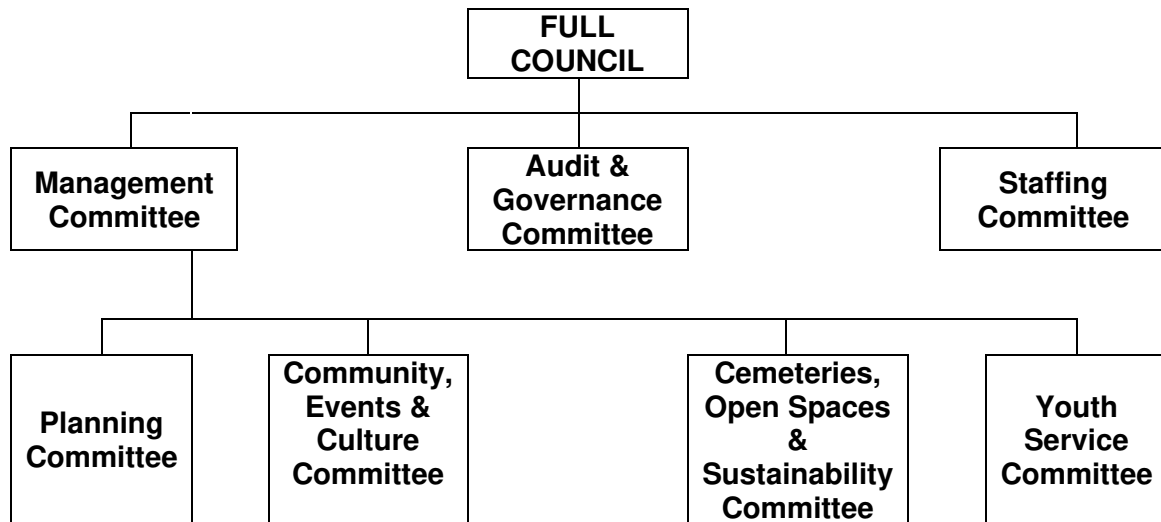 FULL
COUNCIL
Management
Committee
Audit &
Governance
Committee
Staffing
Committee
Planning
Committee
Community,
Events &
Culture
Committee
Cemeteries,
Open Spaces
&
Sustainability
Committee
Youth
Service
Committee